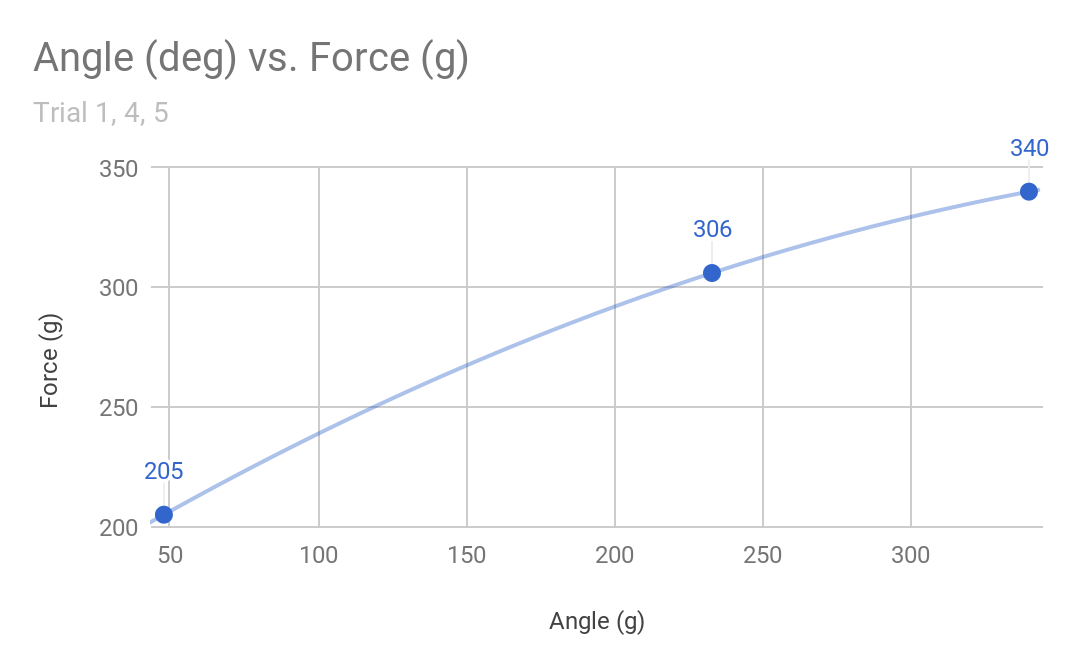 Angle (deg) vs. Force (g)
Trial 1, 4, 5
340
350
306
300
Force (g)
250
205
200
50 100 150 200 250 300
Angle (g)